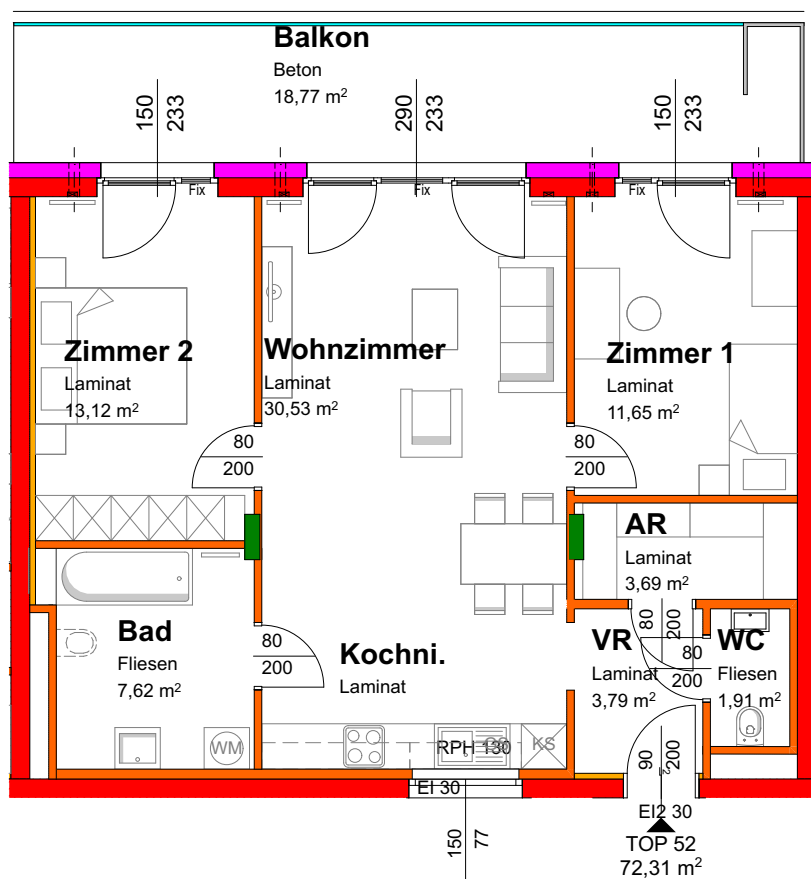 Balkon
Beton
18,77 m²
150
233
290
233
150
233
Fix
Fix
Fix
Zimmer 2
Laminat
13,12 m²
Wohnzimmer
Laminat
30,53 m²
Zimmer 1
Laminat
11,65 m²
80
200
80
200
AR
Laminat
3,69 m²
Bad
Fliesen
7,62 m²
80
200
Kochni.
Laminat
VR
Laminat
3,79 m²
80
200
80
200
WC
Fliesen
1,91 m²
WM
RPH 130
GS
KS
EI 30
90
200
EI2 30
150
77
TOP 52
72,31 m²